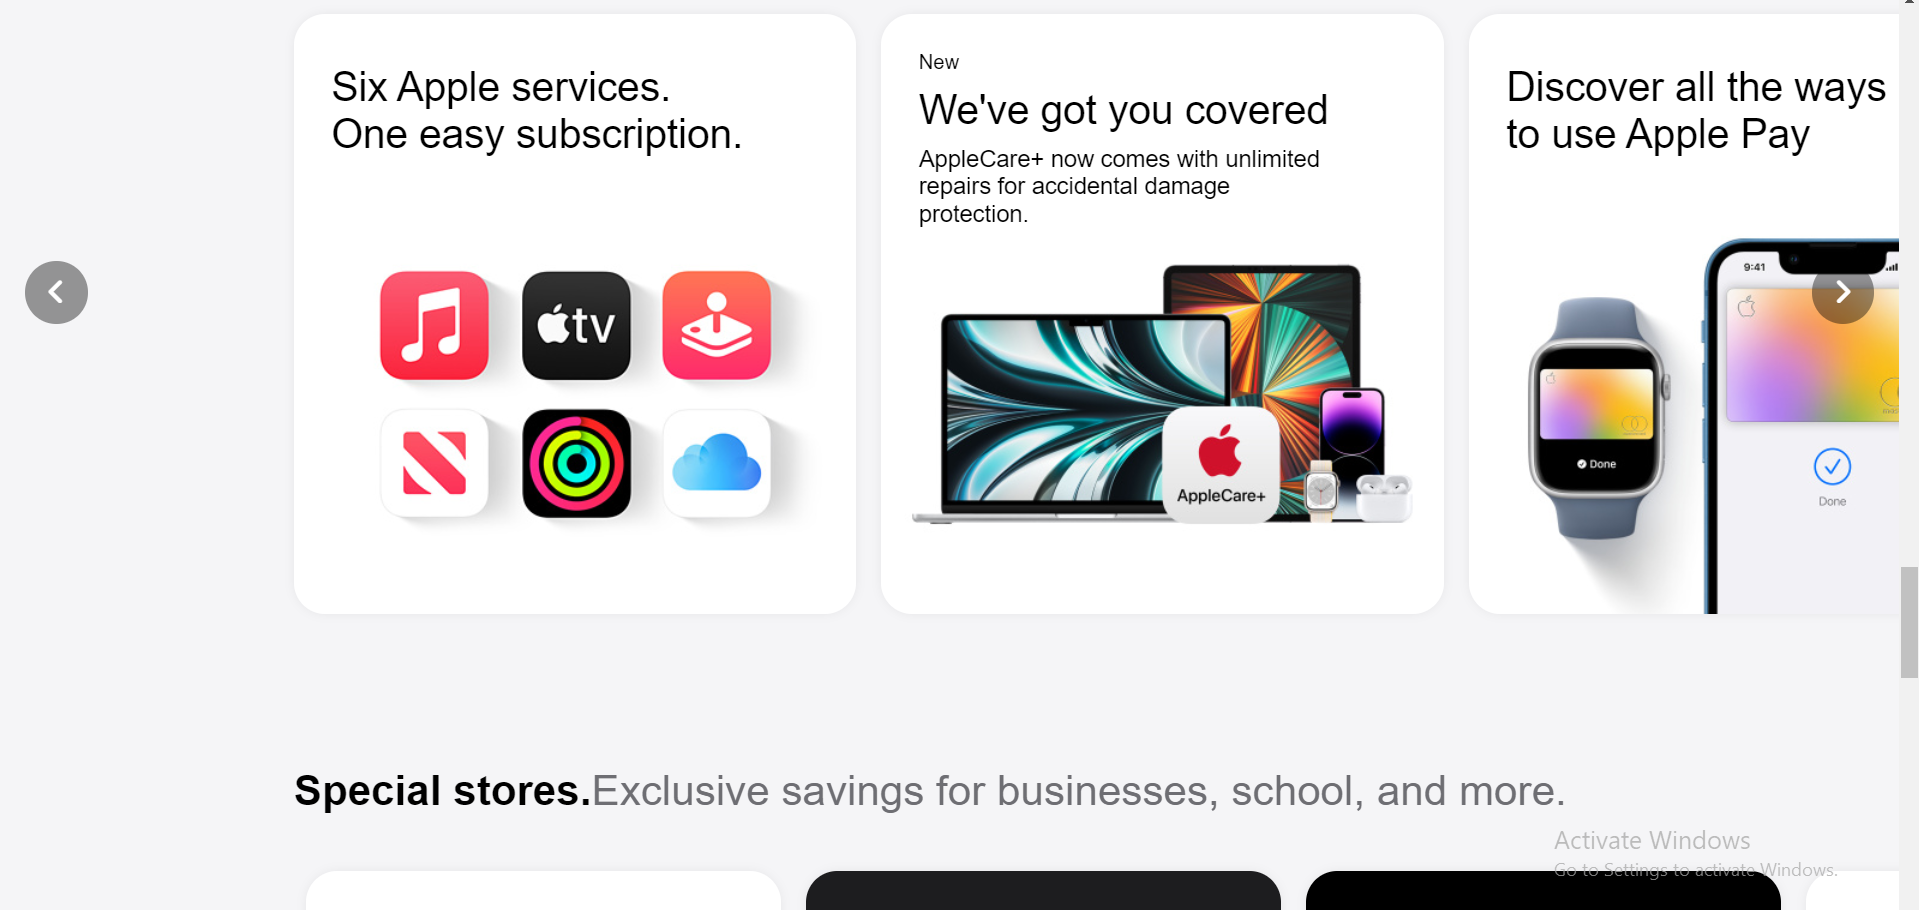 Six Apple services.
One easy subscription.
tv
New
We've got you covered
AppleCare+ now comes with unlimited
repairs for accidental damage
protection.
AppleCare+
Discover all the ways
to use Apple Pay
Done
9:41
Done
Special stores.Exclusive savings for businesses, school, and more.
Activate Windows
Go to Settings to activate Windows.